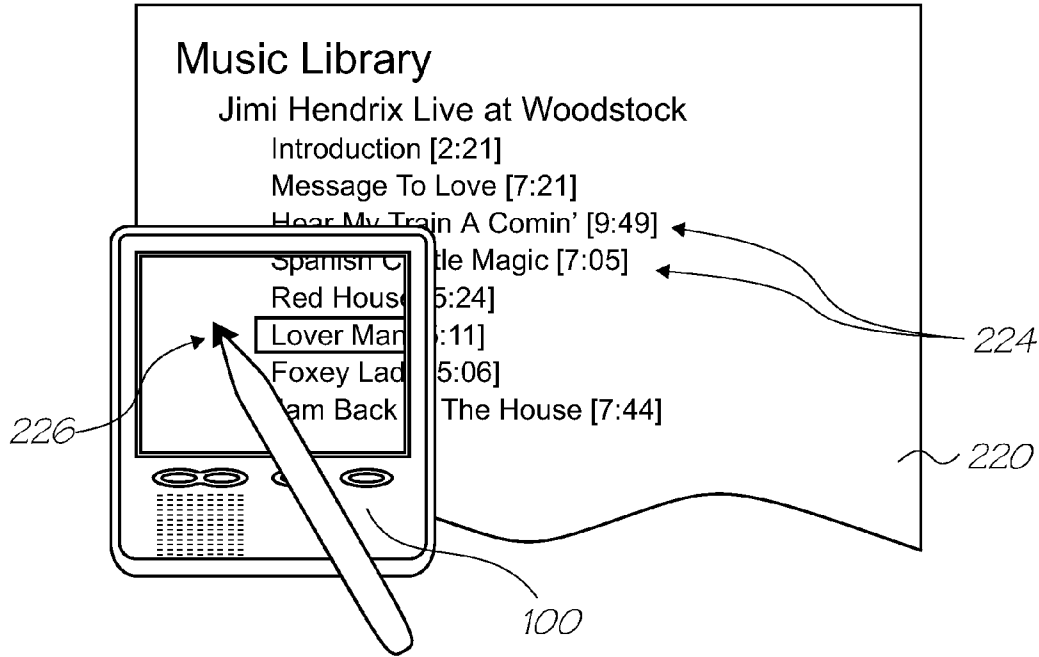 Music Library
Jimi Hendrix Live at Woodstock
Introduction [2:21]
Message To Love [7:21]
Hear My Train A Comin' [9:49]
Spanish C tle Magic [7:05]
Red House 5:24]
Lover Man :11]
Foxey Lad 5:06]
am Back The House [7:44]
224
226
220
100